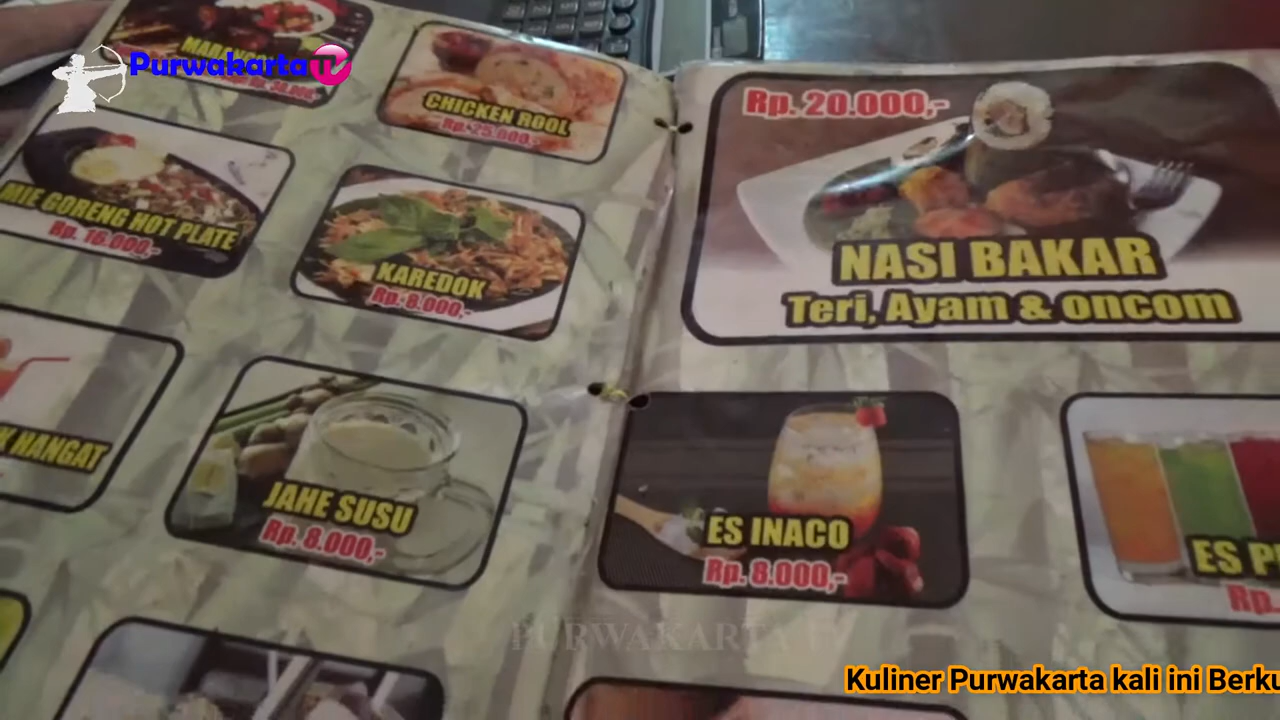 Purwakarta TV
CHICKEN ROOL
Rp. 25.000,-
MIE GORENG HOT PLATE
Rp. 16.000,-
KAREDOK
Rp. 8.000,-
Rp. 20.000,-
NASI BAKAR
Teri, Ayam & oncom
HANGAT
JAHE SUSU
Rp. 8.000,-
ES INACO
Rp. 8.000,-
ES
Rp.
PURWAKARTA TV
Kuliner Purwakarta kali ini